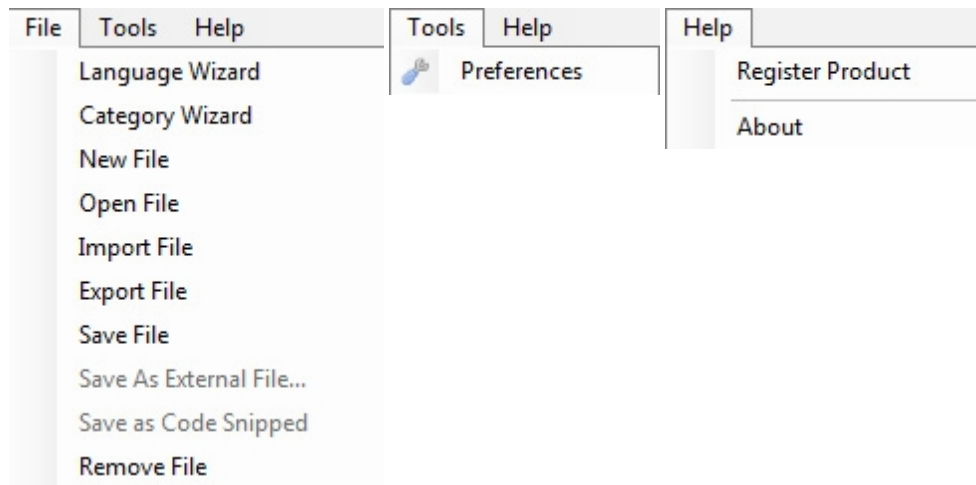 File Tools Help
Language Wizard
Category Wizard
New File
Open File
Import File
Export File
Save File
Save As External File...
Save as Code Snipped
Remove File
Tools Help
Preferences
Help
Register Product
About